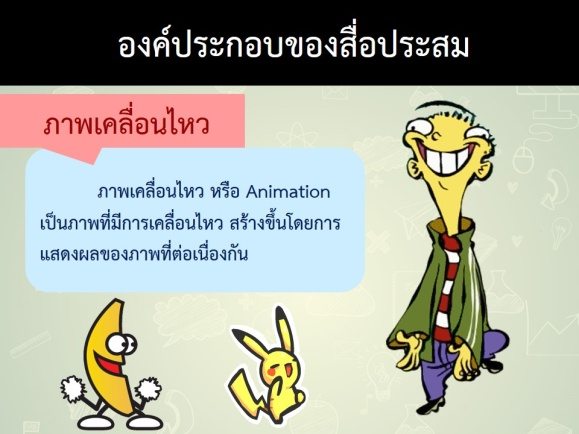 องค์ประกอบของสื่อประสม
ภาพเคลื่อนไหว
ภาพเคลื่อนไหว หรือ Animation
เป็นภาพที่มีการเคลื่อนไหว สร้างขึ้นโดยการ
แสดงผลของภาพที่ต่อเนื่องกัน